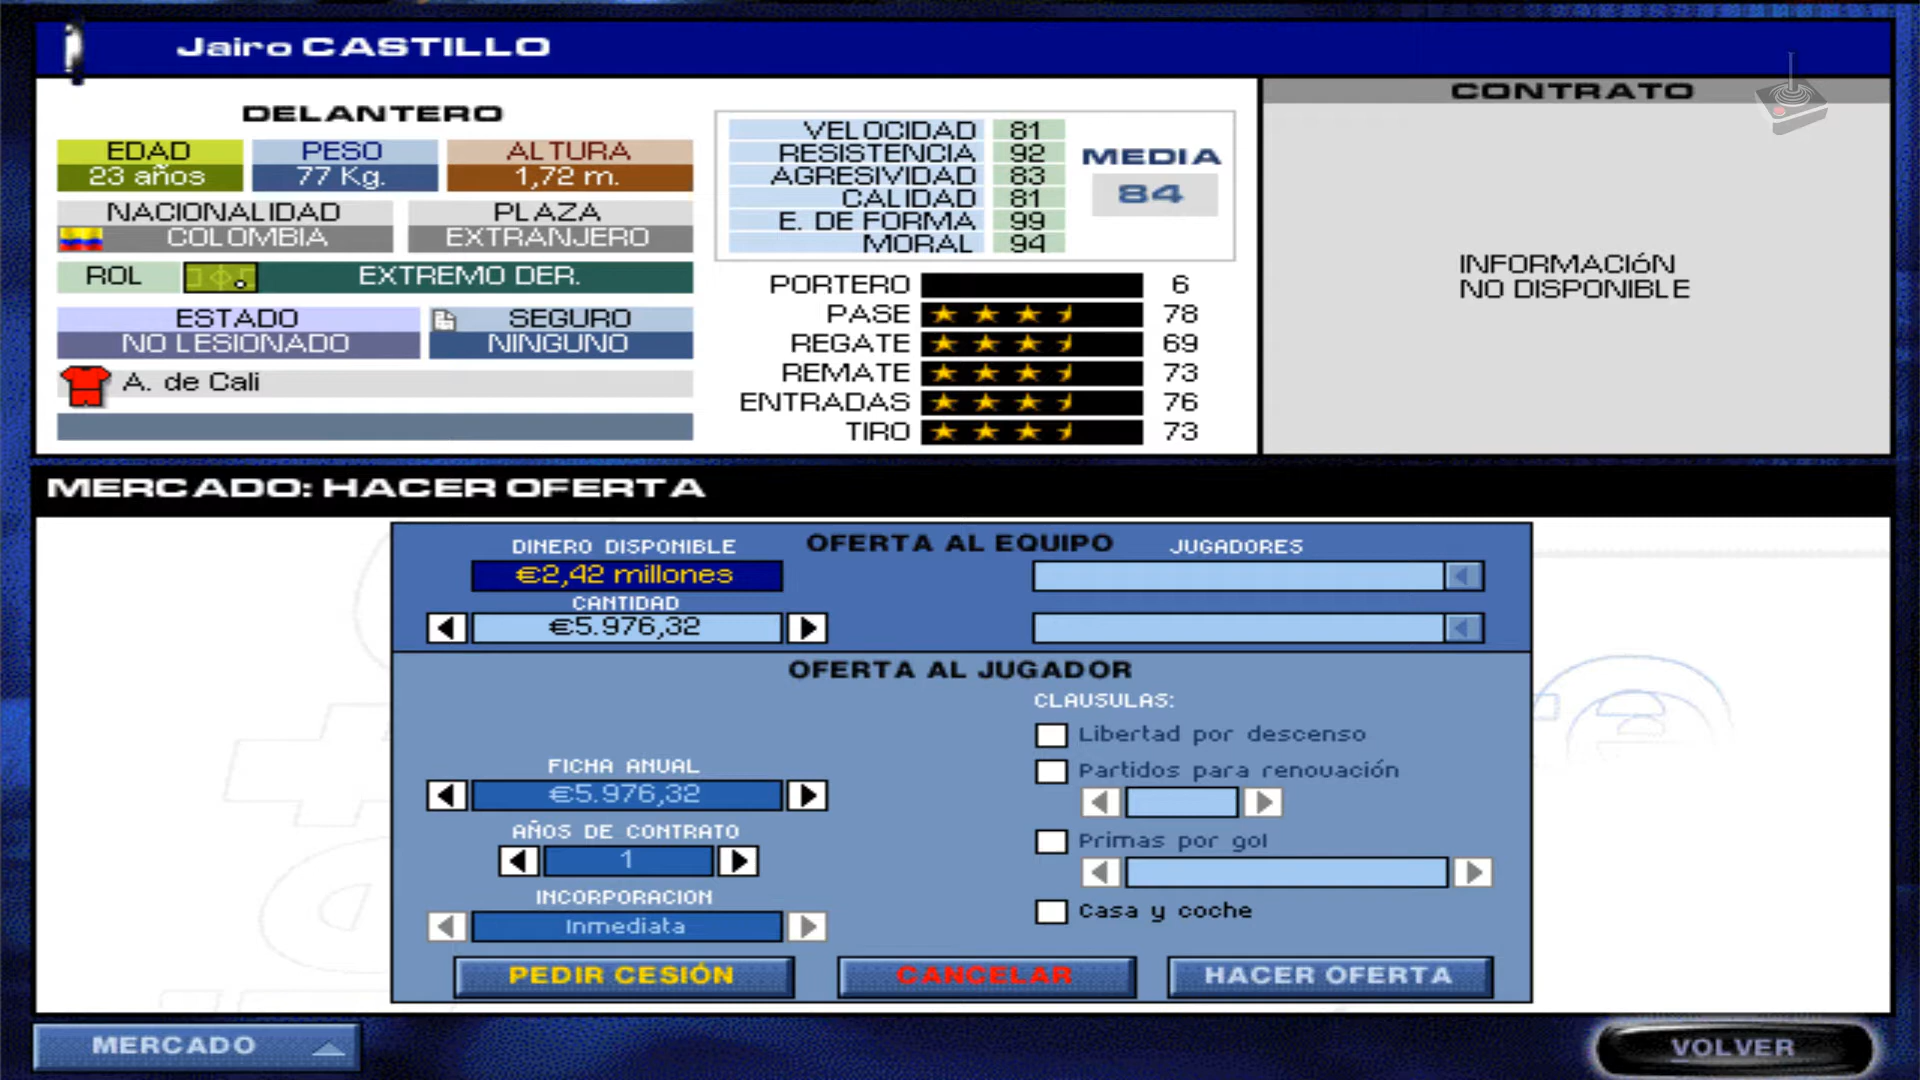 Jairo CASTILLO
DELANTERO
EDAD
23 años
PESO
77 Kg.
ALTURA
1,72 m.
NACIONALIDAD
COLOMBIA
PLAZA
EXTRANJERO
ROL
EXTREMO DER.
ESTADO
NO LESIONADO
SEGURO
NINGUNO
A. de Cali
VELOCIDAD 81
RESISTENCIA 92
AGRESIVIDAD 83
CALIDAD 81
E. DE FORMA 99
MORAL 94
MEDIA
84
PORTERO 6
PASE 78
REGATE 69
REMATE 73
ENTRADAS 76
TIRO 73
CONTRATO
INFORMACIóN
NO DISPONIBLE
MERCADO: HACER OFERTA
OFERTA AL EQUIPO
DINERO DISPONIBLE
€2,42 millones
CANTIDAD
€5.976,32
JUGADORES
OFERTA AL JUGADOR
FICHA ANUAL
€5.976,32
AÑOS DE CONTRATO
1
INCORPORACION
Inmediata
CLAUSULAS:
Libertad por descenso
Partidos para renovación
Primas por gol
Casa y coche
PEDIR CESIÓN
CANCELAR
HACER OFERTA
MERCADO
VOLVER